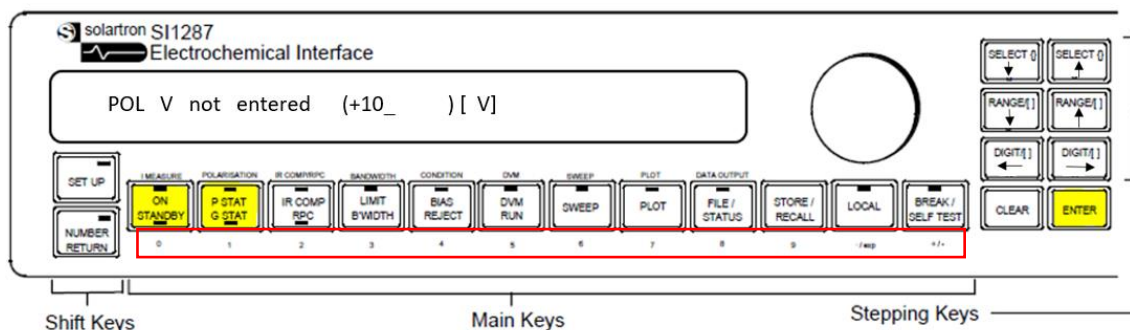 solartron SI1287
Electrochemical Interface
POL V not entered (+10_ ) [ V]
SELECT {} SELECT {}
RANGE/[ ] RANGE/[ ]
DIGIT/[ ] DIGIT/[ ]
SET UP
I MEASURE POLARISATION IR COMP/RPC BANDWIDTH CONDITION DVM SWEEP PLOT DATA OUTPUT
ON STANDBY
P STAT G STAT
IR COMP RPC
LIMIT B'WIDTH
BIAS REJECT
DVM RUN
SWEEP
PLOT
FILE / STATUS
STORE / RECALL
LOCAL
BREAK / SELF TEST
CLEAR
ENTER
NUMBER RETURN
0 1 2 3 4 5 6 7 8 9 ·/exp +/-
Shift Keys
Main Keys
Stepping Keys